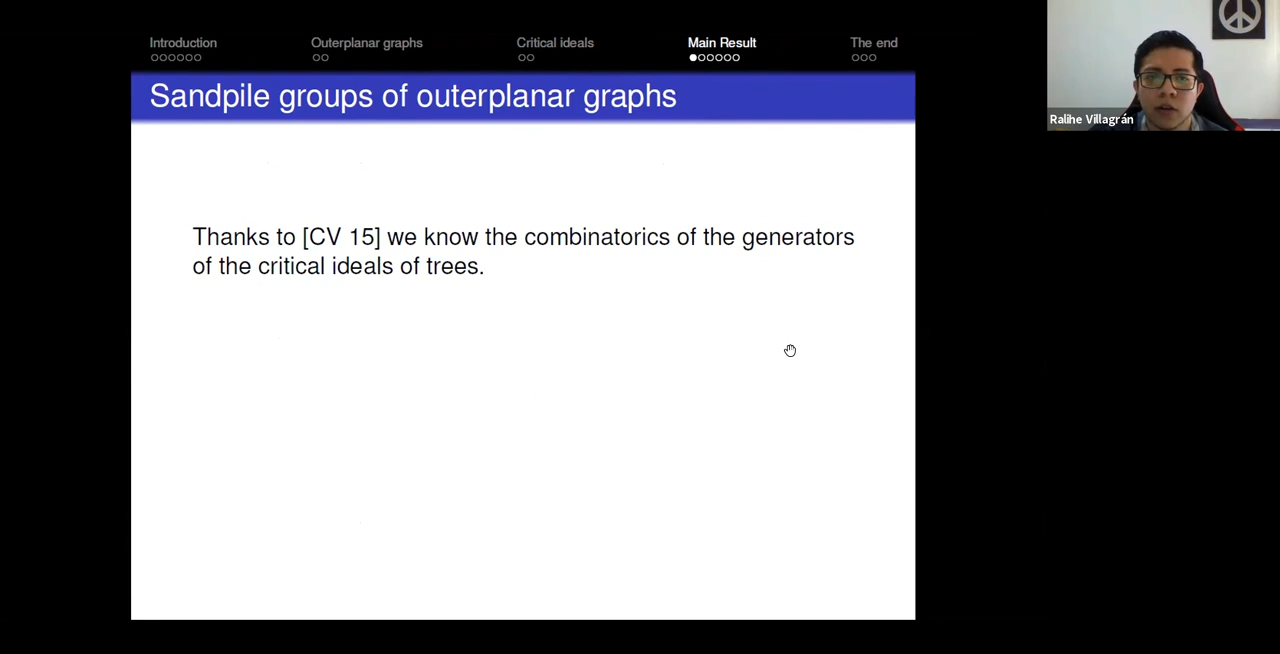 Introduction
Outerplanar graphs
Critical ideals
Main Result
The end
Sandpile groups of outerplanar graphs
Ralihe Villagrán
Thanks to [CV 15] we know the combinatorics of the generators
of the critical ideals of trees.